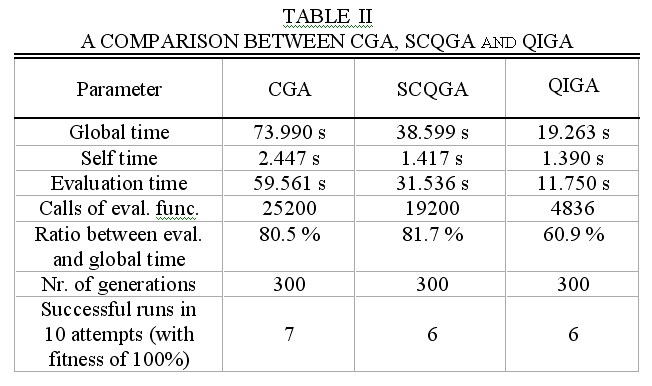 TABLE II
A COMPARISON BETWEEN CGA, SCQGA AND QIGA
Parameter CGA SCQGA QIGA
Global time 73.990 s 38.599 s 19.263 s
Self time 2.447 s 1.417 s 1.390 s
Evaluation time 59.561 s 31.536 s 11.750 s
Calls of eval. func. 25200 19200 4836
Ratio between eval. 80.5 % 81.7 % 60.9 %
and global time
Nr. of generations 300 300 300
Successful runs in
10 attempts (with 7 6 6
fitness of 100%)